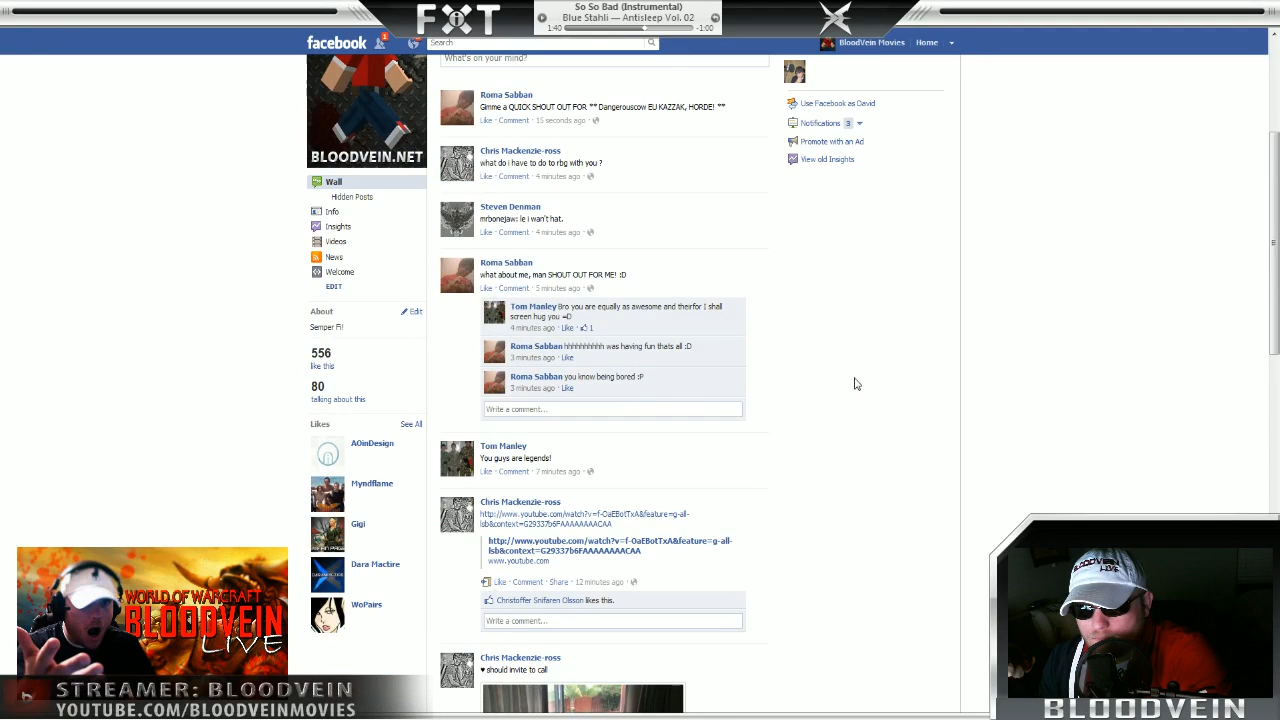 So So Bad (Instrumental)
Blue Stahli — Antisleep Vol. 02
1:40
-1:00
FXT
facebook
1
Search
BloodVein Movies
Home
What's on your mind?
BLOODVEIN.NET
Wall
Hidden Posts
Info
Insights
Videos
News
Welcome
EDIT
About
Edit
Semper Fi!
556
like this
80
talking about this
Likes
See All
AOinDesign
Myndflame
Gigi
Dara Mactire
WoPairs
Roma Sabban
Gimme a QUICK SHOUT OUT FOR ** Dangerouscow EU KAZZAK, HORDE! **
Like · Comment · 15 seconds ago ·
Chris Mackenzie-ross
what do i have to do to rbg with you ?
Like · Comment · 4 minutes ago ·
Steven Denman
mrbonejaw: le i wan't hat.
Like · Comment · 4 minutes ago ·
Roma Sabban
what about me, man SHOUT OUT FOR ME! :D
Like · Comment · 5 minutes ago ·
Tom Manley Bro you are equally as awesome and theirfor I shall
screen hug you =D
4 minutes ago · Like · 1
Roma Sabban hhhhhhhhhh was having fun thats all :D
3 minutes ago · Like
Roma Sabban you know being bored :P
3 minutes ago · Like
Write a comment...
Tom Manley
You guys are legends!
Like · Comment · 7 minutes ago ·
Chris Mackenzie-ross
http://www.youtube.com/watch?v=f-OaEBotTxA&feature=g-all-
lsb&context=G29337b6FAAAAAAAACAA
http://www.youtube.com/watch?v=f-OaEBotTxA&feature=g-all-
lsb&context=G29337b6FAAAAAAAACAA
www.youtube.com
Like · Comment · Share · 12 minutes ago ·
Christoffer Snifaren Olsson likes this.
Write a comment...
Chris Mackenzie-ross
♥ should invite to call
Use Facebook as David
Notifications 3
Promote with an Ad
View old Insights
WORLD OF WARCRAFT
BLOODVEIN
LIVE
STREAMER: BLOODVEIN
YOUTUBE.COM/BLOODVEINMOVIES
BLOODVEIN
LIVE
BLOODVEIN